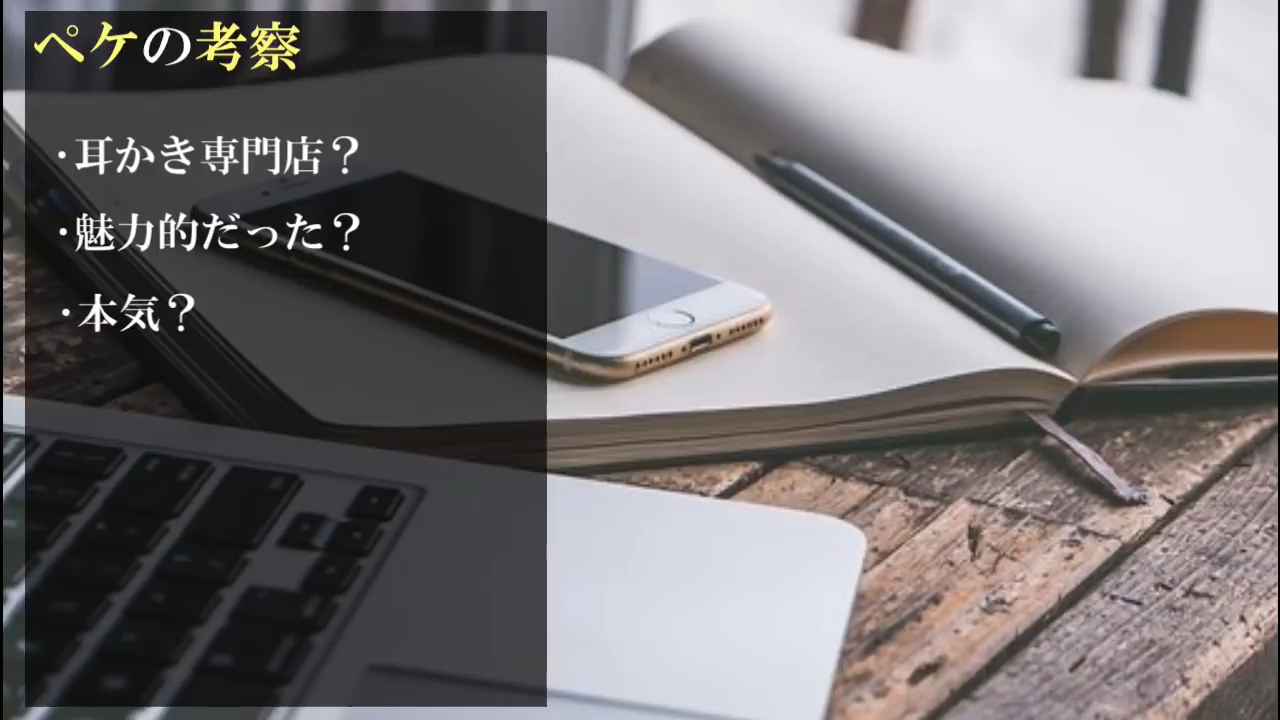 ペケの考察
・耳かき専門店？
・魅力的だった？
・本気？